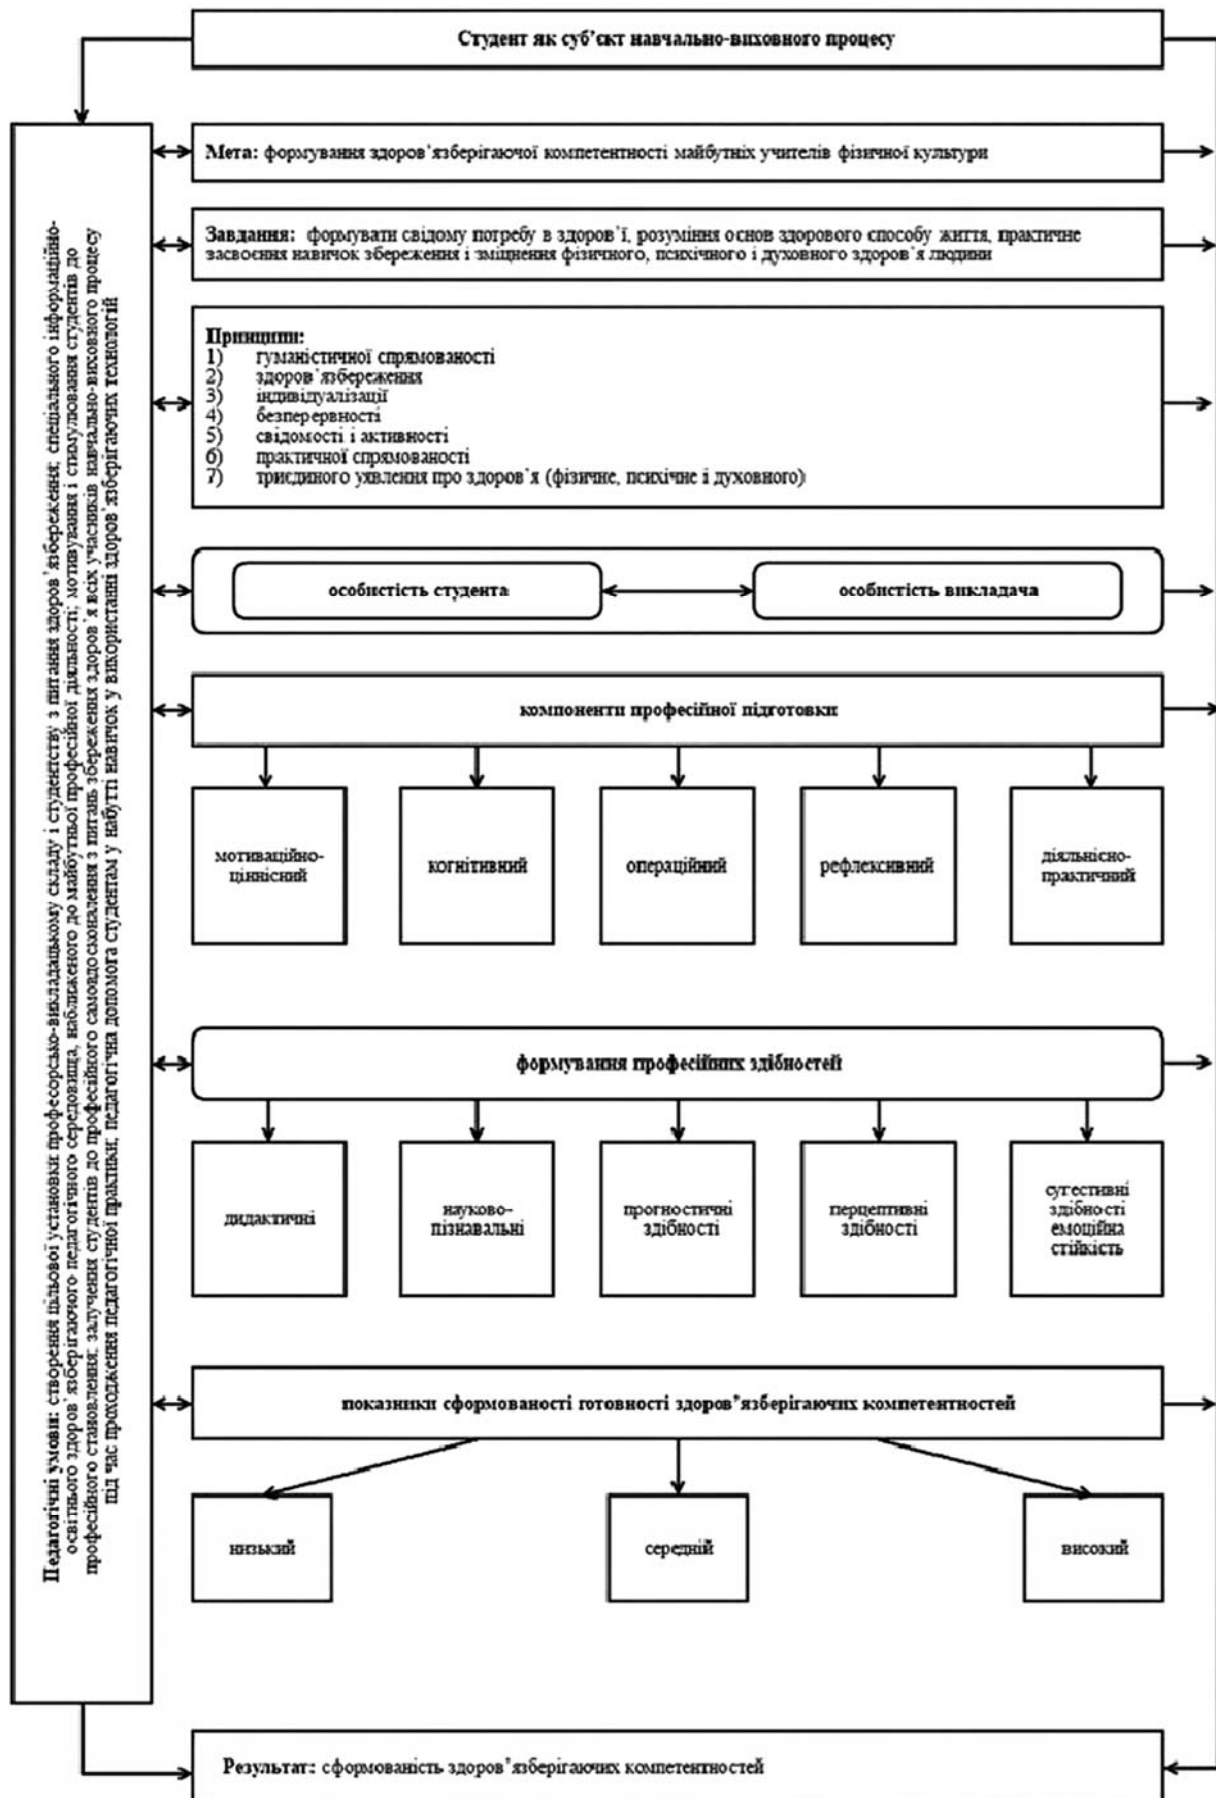 Студент як суб’єкт навчально-виховного процесу
Педагогічні умови: створення цільової установки професорсько-викладацькому складу і студентству з питання здоров’язбереження; спеціального інформаційно-
освітнього здоров’язберігаючого педагогічного середовища, наближеного до майбутньої професійної діяльності; мотивування і стимулювання студентів до
професійного становлення; залучення студентів до професійного самовдосконалення з питань збереження здоров’я всіх учасників навчально-виховного процесу
під час проходження педагогічної практики; педагогічна допомога студентам у набутті навичок у використанні здоров’язберігаючих технологій
Мета: формування здоров’язберігаючої компетентності майбутніх учителів фізичної культури
Завдання: формувати свідому потребу в здоров’ї, розуміння основ здорового способу життя, практичне
засвоєння навичок збереження і зміцнення фізичного, психічного і духовного здоров’я людини
Принципи:
1) гуманістичної спрямованості
2) здоров’язбереження
3) індивідуалізації
4) безперервності
5) свідомості і активності
6) практичної спрямованості
7) триєдиного уявлення про здоров’я (фізичне, психічне і духовного)
особистість студента
особистість викладача
компоненти професійної підготовки
мотиваційно-
ціннісний
когнітивний
операційний
рефлексивний
діяльнісно-
практичний
формування професійних здібностей
дидактичні
науково-
пізнавальні
прогностичні
здібності
перцептивні
здібності
сугестивні
здібності
емоційна
стійкість
показники сформованості готовності здоров"язберігаючих компетентностей
низький
середній
високий
Результат: сформованість здоров"язберігаючих компетентностей